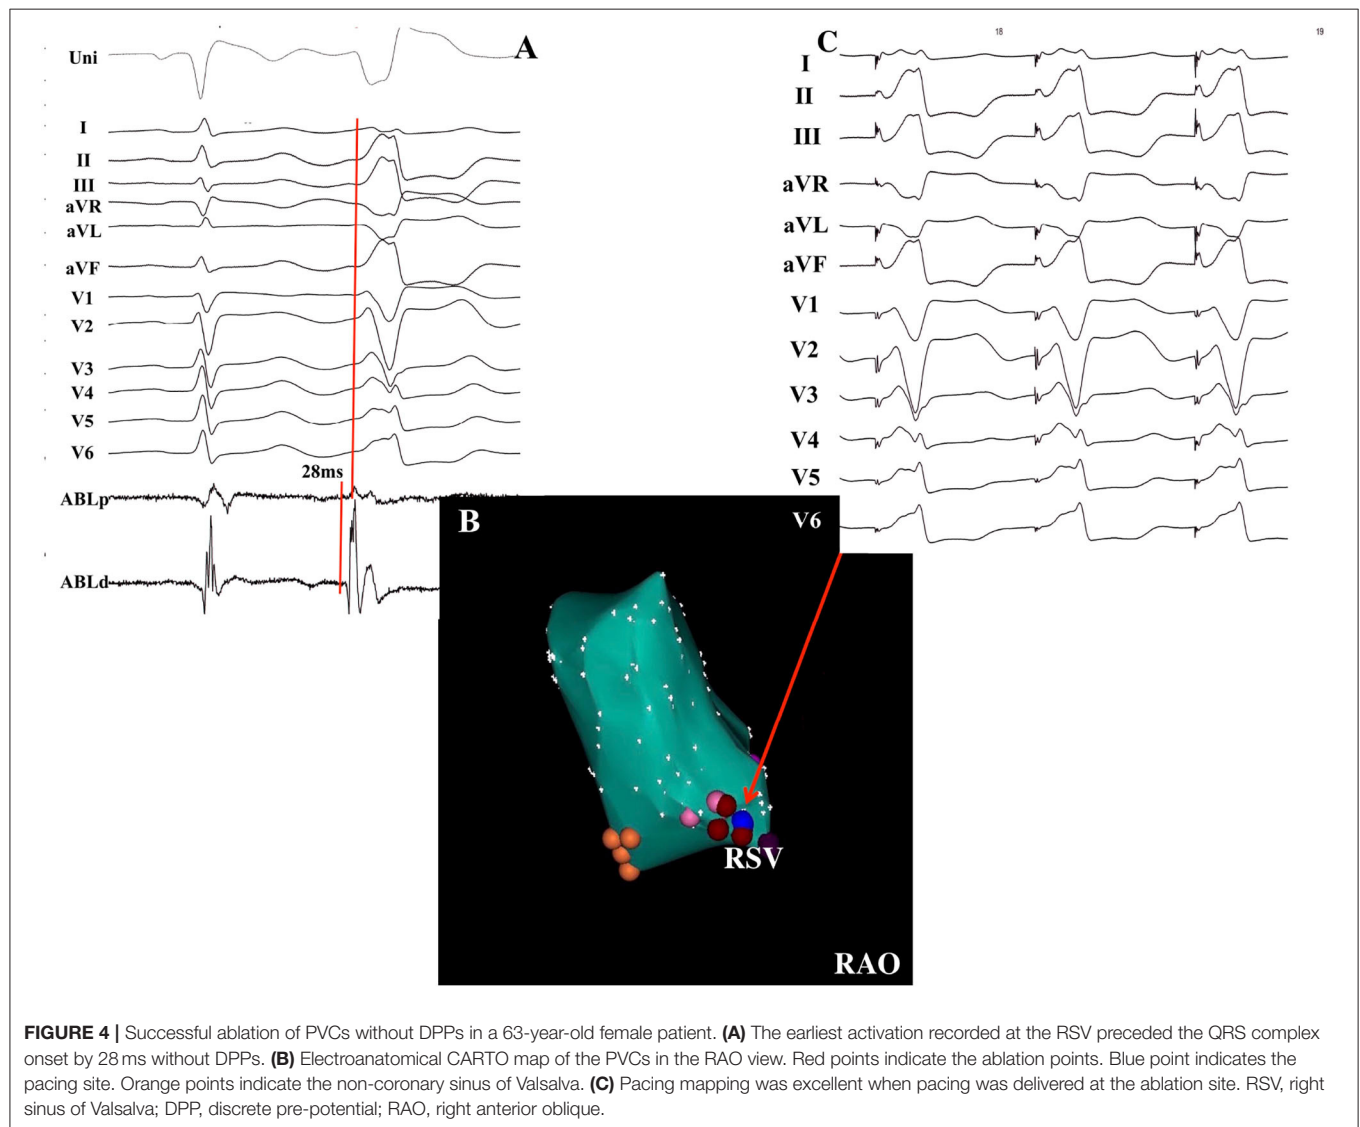 A
Uni
I
II
III
aVR
aVL
aVF
V1
V2
V3
V4
V5
V6
28ms
ABLp
ABLd
C
18
19
I
II
III
aVR
aVL
aVF
V1
V2
V3
V4
V5
V6
B
RSV
RAO
FIGURE 4 | Successful ablation of PVCs without DPPs in a 63-year-old female patient. (A) The earliest activation recorded at the RSV preceded the QRS complex
onset by 28 ms without DPPs. (B) Electroanatomical CARTO map of the PVCs in the RAO view. Red points indicate the ablation points. Blue point indicates the
pacing site. Orange points indicate the non-coronary sinus of Valsalva. (C) Pacing mapping was excellent when pacing was delivered at the ablation site. RSV, right
sinus of Valsalva; DPP, discrete pre-potential; RAO, right anterior oblique.